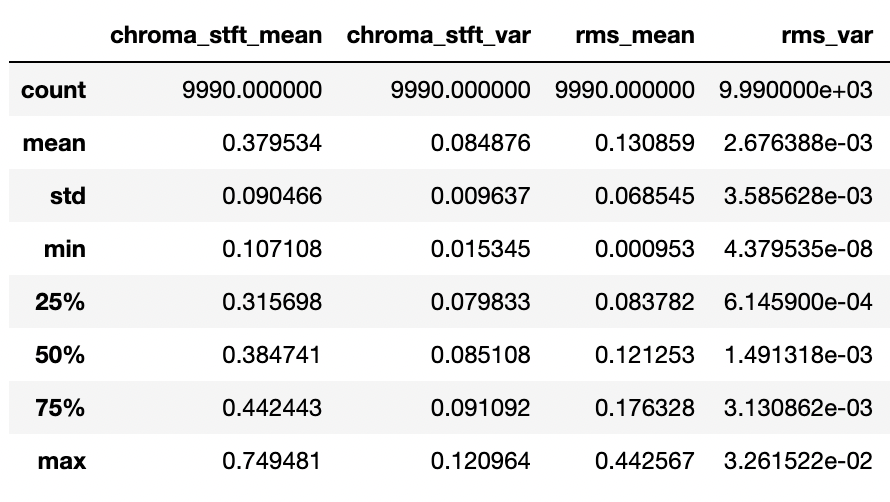 chroma_stft_mean chroma_stft_var rms_mean rms_var
count 9990.000000 9990.000000 9990.000000 9.990000e+03
mean 0.379534 0.084876 0.130859 2.676388e-03
std 0.090466 0.009637 0.068545 3.585628e-03
min 0.107108 0.015345 0.000953 4.379535e-08
25% 0.315698 0.079833 0.083782 6.145900e-04
50% 0.384741 0.085108 0.121253 1.491318e-03
75% 0.442443 0.091092 0.176328 3.130862e-03
max 0.749481 0.120964 0.442567 3.261522e-02